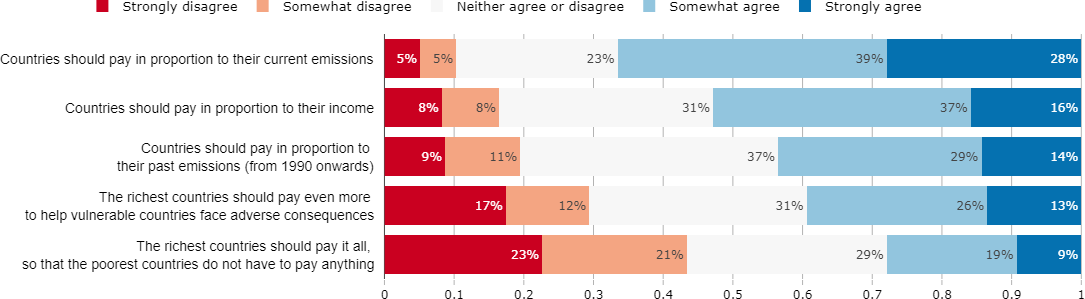 Strongly disagree Somewhat disagree Neither agree or disagree Somewhat agree Strongly agree
Countries should pay in proportion to their current emissions 5% 5% 23% 39% 28%
Countries should pay in proportion to their income 8% 8% 31% 37% 16%
Countries should pay in proportion to
their past emissions (from 1990 onwards) 9% 11% 37% 29% 14%
The richest countries should pay even more
to help vulnerable countries face adverse consequences 17% 12% 31% 26% 13%
The richest countries should pay it all,
so that the poorest countries do not have to pay anything 23% 21% 29% 19% 9%
0 0.1 0.2 0.3 0.4 0.5 0.6 0.7 0.8 0.9 1